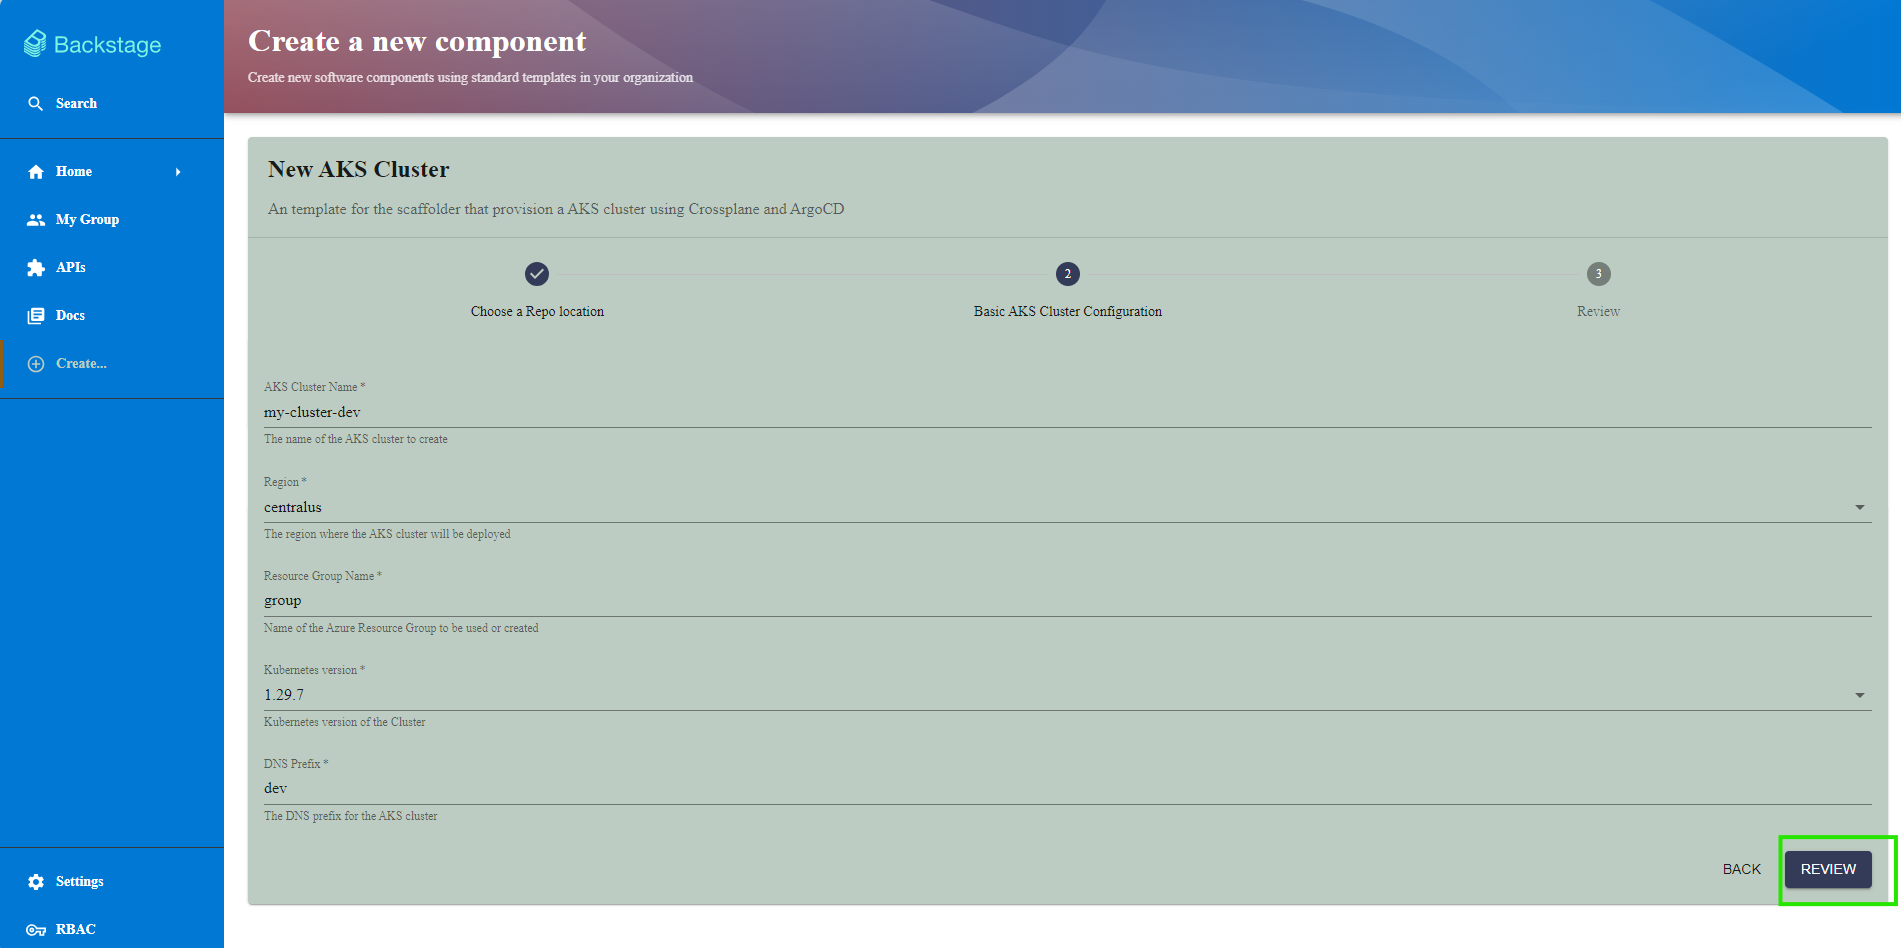 Backstage
Search
Home
My Group
APIs
Docs
Create...
Settings
RBAC
Create a new component
Create new software components using standard templates in your organization
New AKS Cluster
An template for the scaffolder that provision a AKS cluster using Crossplane and ArgoCD
2
3
Choose a Repo location
Basic AKS Cluster Configuration
Review
AKS Cluster Name *
my-cluster-dev
The name of the AKS cluster to create
Region *
centralus
The region where the AKS cluster will be deployed
Resource Group Name *
group
Name of the Azure Resource Group to be used or created
Kubernetes version *
1.29.7
Kubernetes version of the Cluster
DNS Prefix *
dev
The DNS prefix for the AKS cluster
BACK
REVIEW